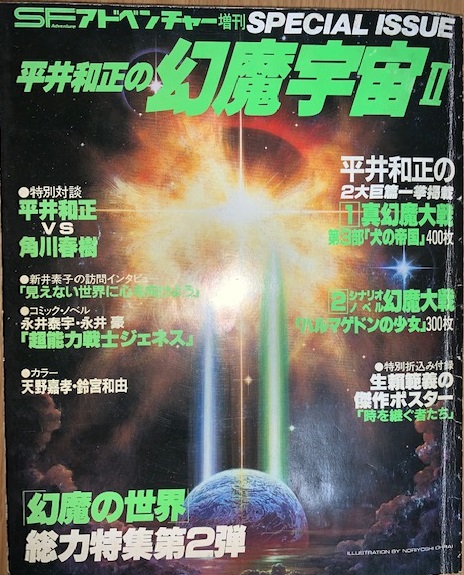 SFアドベンチャー増刊 SPECIAL ISSUE
Adventure
平井和正の幻魔宇宙II
●特別対談
平井和正
VS
角川春樹
●新井素子の訪問インタビュー
「見えない世界に心を向けよう」
●コミック・ノベル
永井泰宇・永井 豪
「超能力戦士ジェネス」
●カラー
天野嘉孝・鈴宮和由
平井和正の
2大巨篇一挙掲載
1 真幻魔大戦
第3部「犬の帝国」400枚
2 シナリオノベル 幻魔大戦
「ハルマゲドンの少女」300枚
●特別折込み付録
生頼範義の
傑作ポスター
「時を継ぐ者たち」
「幻魔の世界」
総力特集第2弾
ILLUSTRATION BY NORIYOSHI OHRAI